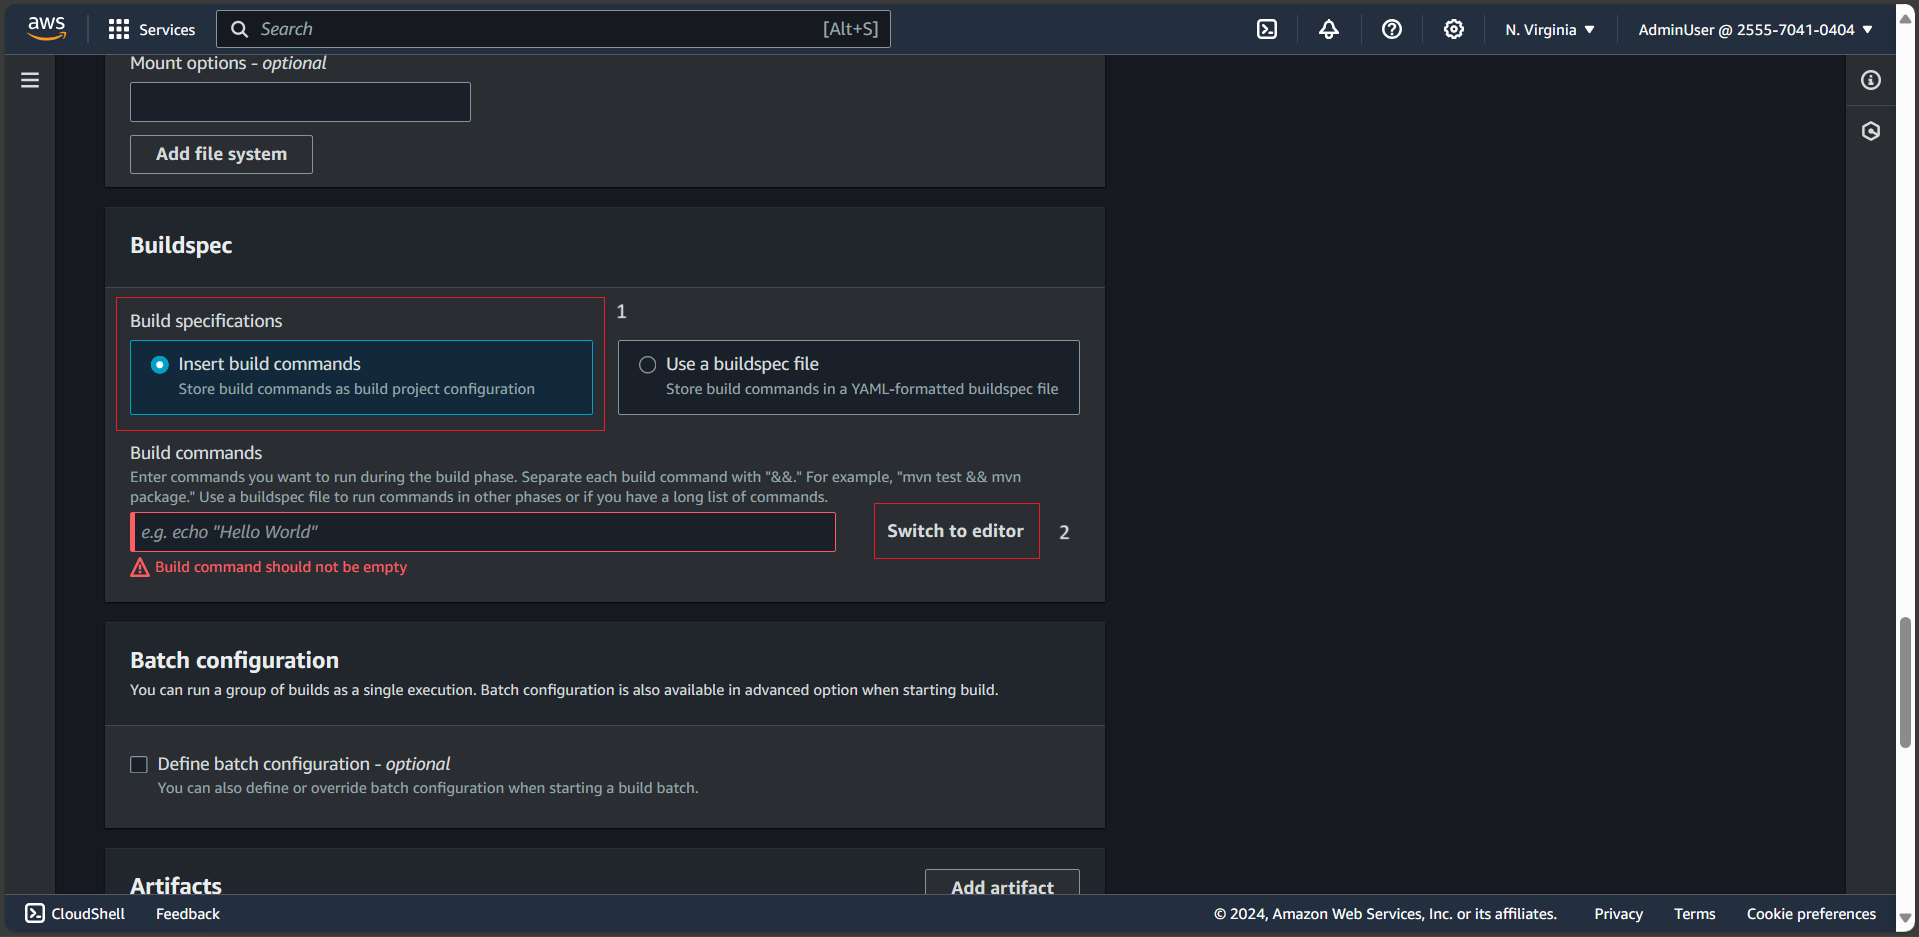 aws
Services
Search
[Alt+S]
N. Virginia
AdminUser @ 2555-7041-0404
Mount options - optional
Add file system
Buildspec
Build specifications
1
Insert build commands
Store build commands as build project configuration
Use a buildspec file
Store build commands in a YAML-formatted buildspec file
Build commands
Enter commands you want to run during the build phase. Separate each build command with "&&." For example, "mvn test && mvn
package." Use a buildspec file to run commands in other phases or if you have a long list of commands.
e.g. echo "Hello World"
Switch to editor
2
Build command should not be empty
Batch configuration
You can run a group of builds as a single execution. Batch configuration is also available in advanced option when starting build.
Define batch configuration - optional
You can also define or override batch configuration when starting a build batch.
Artifacts
Add artifact
CloudShell
Feedback
© 2024, Amazon Web Services, Inc. or its affiliates.
Privacy
Terms
Cookie preferences